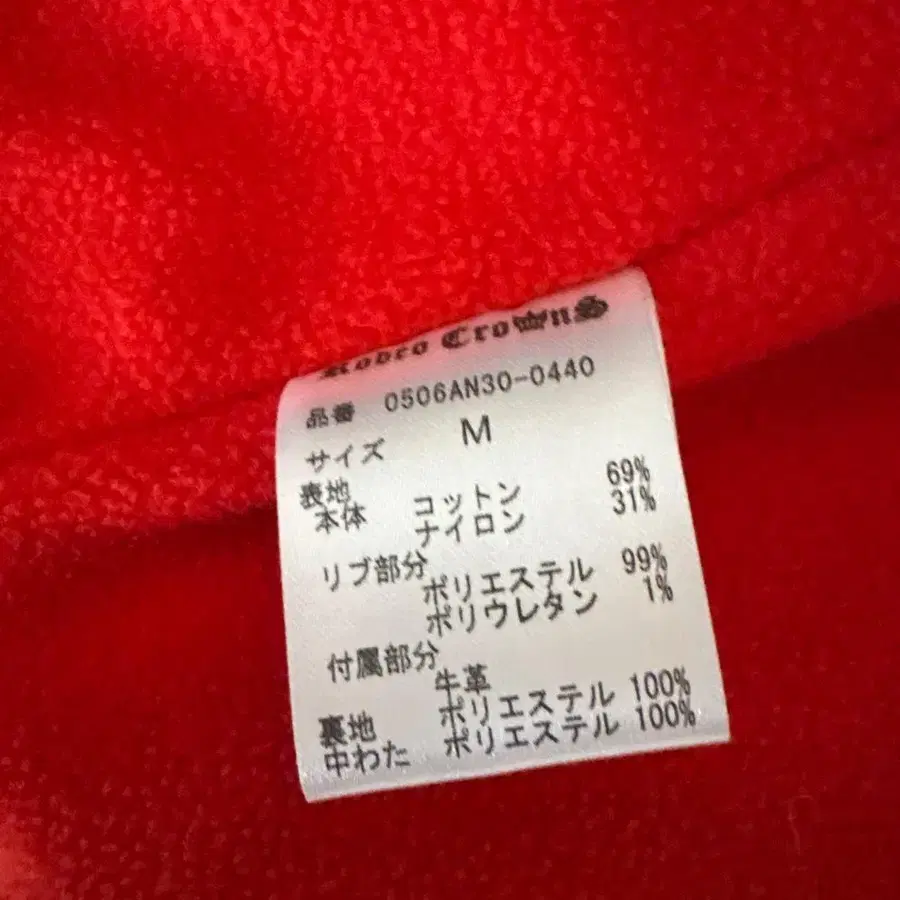 Rodeo CroWnS
品番 0506AN30-0440
サイズ M
表地
本体 コットン 69%
ナイロン 31%
リブ部分
ポリエステル 99%
ポリウレタン 1%
付属部分
牛革
裏地 ポリエステル 100%
中わた ポリエステル 100%